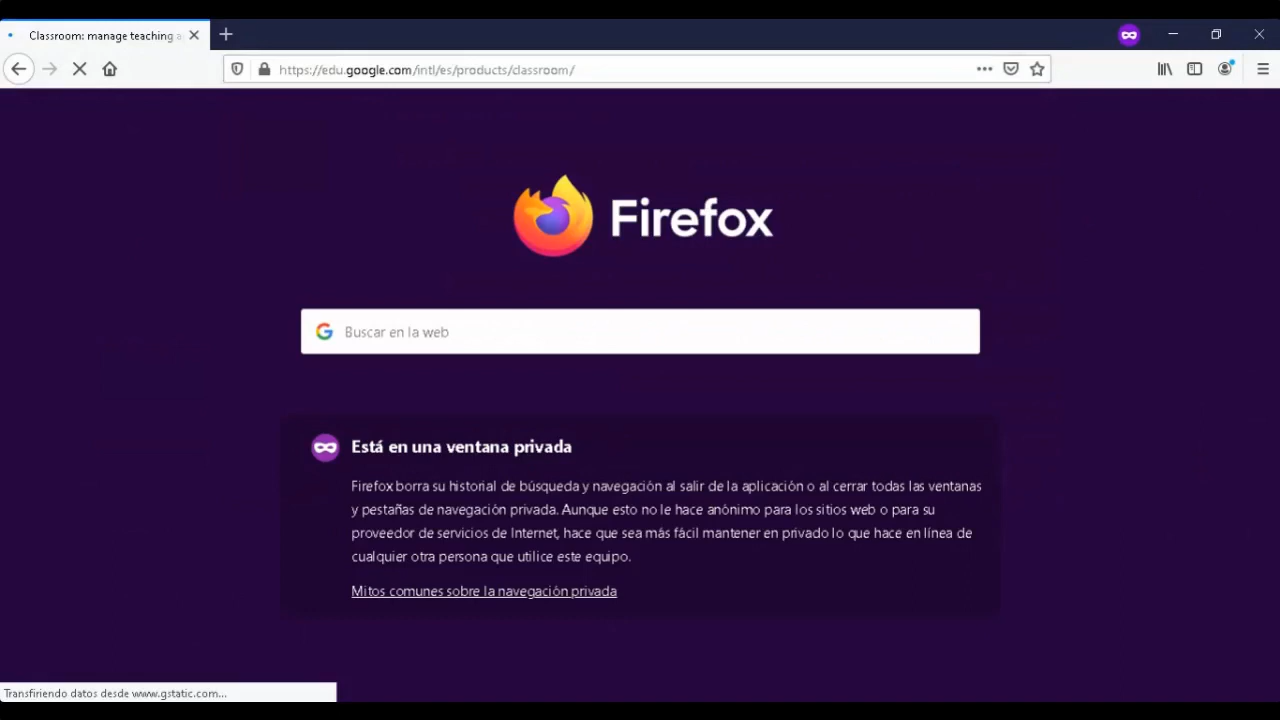 Classroom: manage teaching a
https://edu.google.com/intl/es/products/classroom/
Firefox
Buscar en la web
Está en una ventana privada
Firefox borra su historial de búsqueda y navegación al salir de la aplicación o al cerrar todas las ventanas
y pestañas de navegación privada. Aunque esto no le hace anónimo para los sitios web o para su
proveedor de servicios de Internet, hace que sea más fácil mantener en privado lo que hace en línea de
cualquier otra persona que utilice este equipo.
Mitos comunes sobre la navegación privada
Transfiriendo datos desde www.gstatic.com...